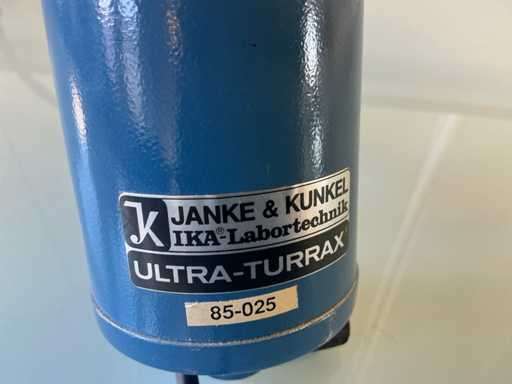 JK JANKE & KUNKEL
IKA®-Labortechnik
ULTRA-TURRAX
85-025